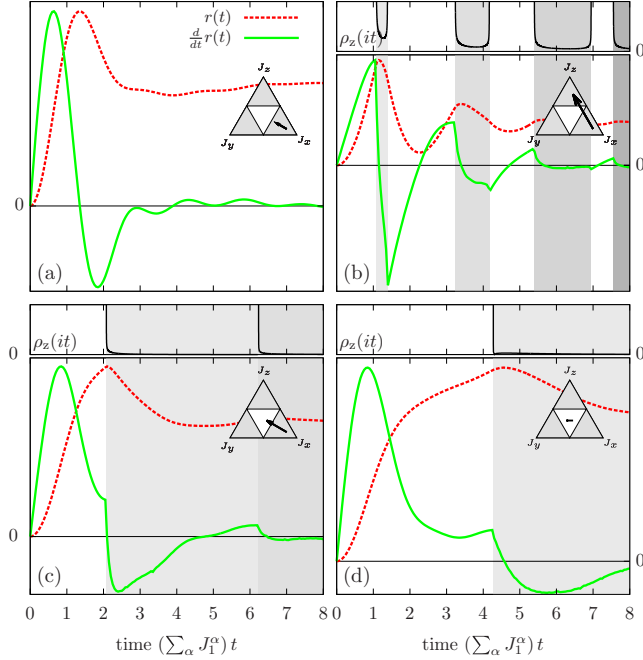 r(t)
d/dt r(t)
J_z
J_y
J_x
0
(a)
ρ_z(it)
0
J_z
J_y
J_x
0
(b)
ρ_z(it)
0
J_z
J_y
J_x
0
(c)
0 1 2 3 4 5 6 7 8
time (∑_α J_1^α) t
ρ_z(it)
0
J_z
J_y
J_x
0
(d)
0 1 2 3 4 5 6 7 8
time (∑_α J_1^α) t